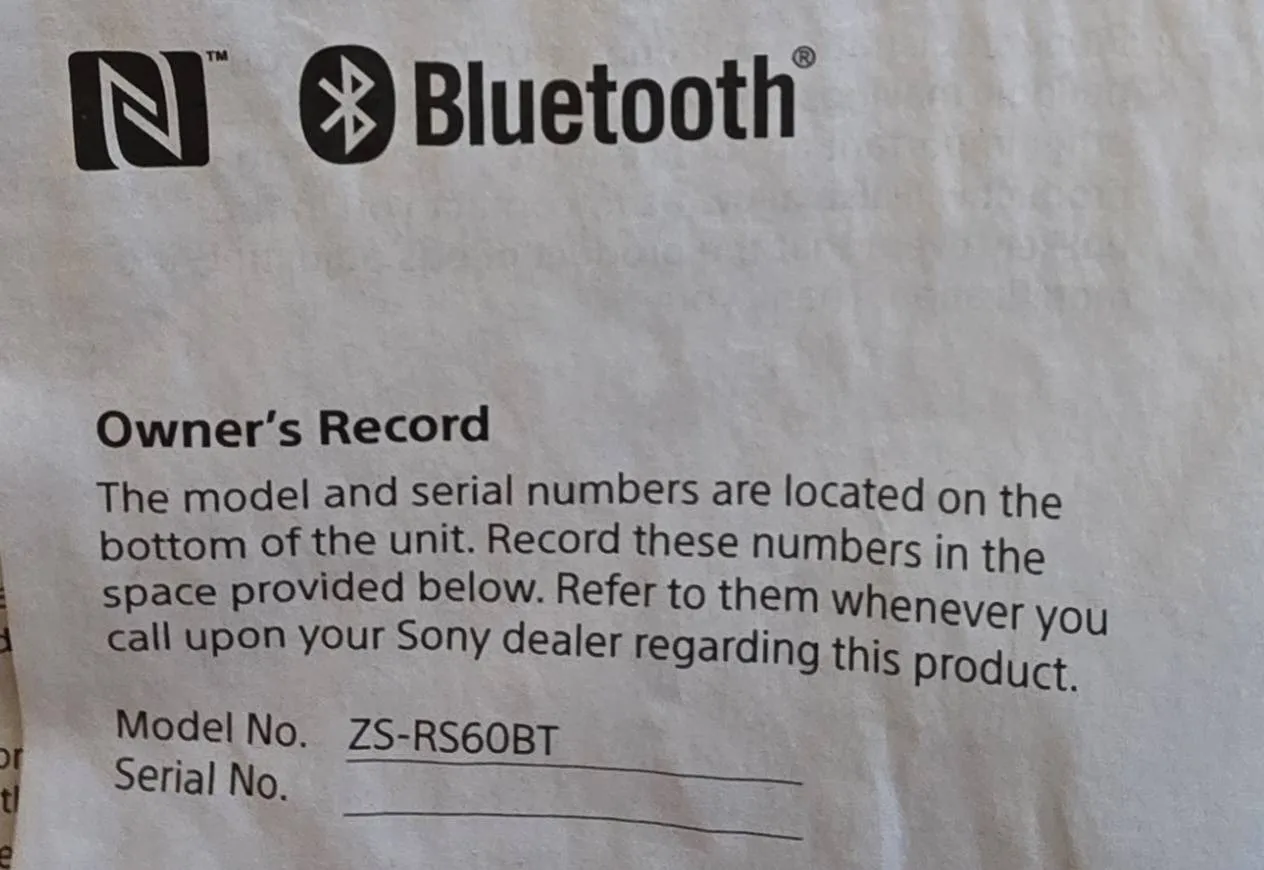 N™ Bluetooth®
Owner's Record
The model and serial numbers are located on the
bottom of the unit. Record these numbers in the
space provided below. Refer to them whenever you
call upon your Sony dealer regarding this product.
Model No. ZS-RS60BT
Serial No.